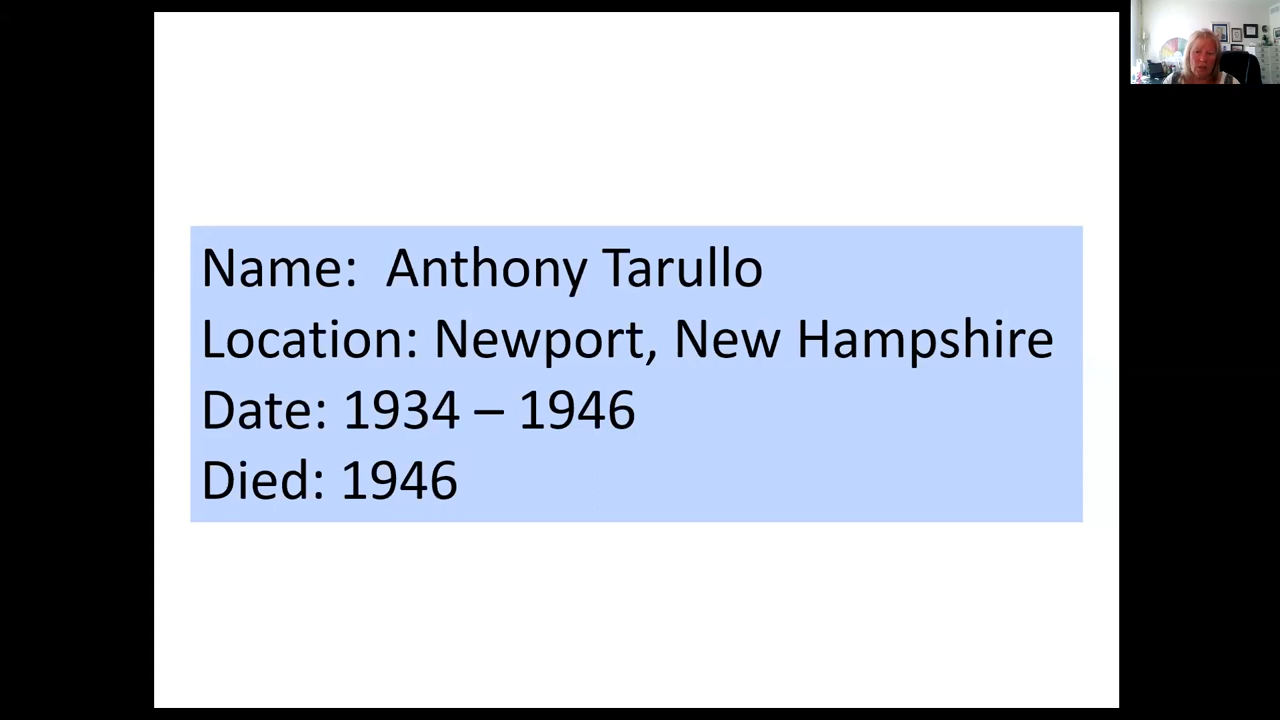 Name: Anthony Tarullo
Location: Newport, New Hampshire
Date: 1934 – 1946
Died: 1946